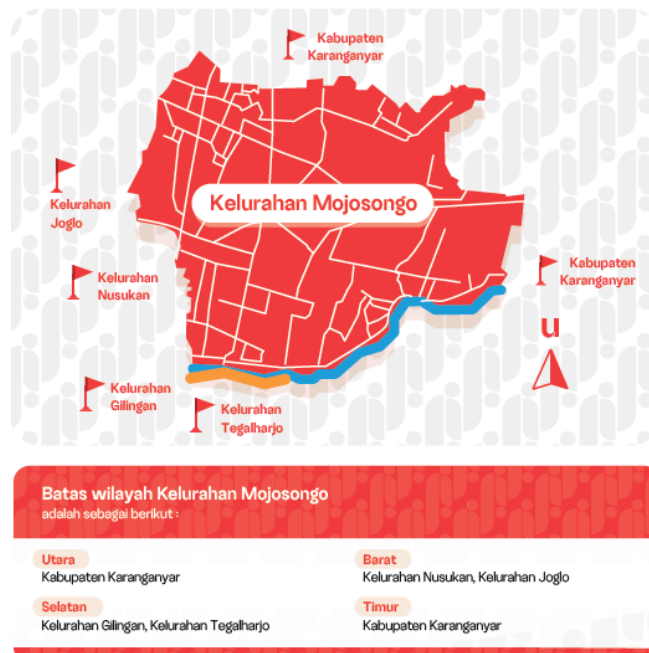 Kabupaten
Karanganyar
Kelurahan
Joglo
Kelurahan Mojosongo
Kelurahan
Nusukan
Kabupaten
Karanganyar
u
Kelurahan
Gilingan
Kelurahan
Tegalharjo
Batas wilayah Kelurahan Mojosongo
adalah sebagai berikut :
Utara
Kabupaten Karanganyar
Barat
Kelurahan Nusukan, Kelurahan Joglo
Selatan
Kelurahan Gilingan, Kelurahan Tegalharjo
Timur
Kabupaten Karanganyar